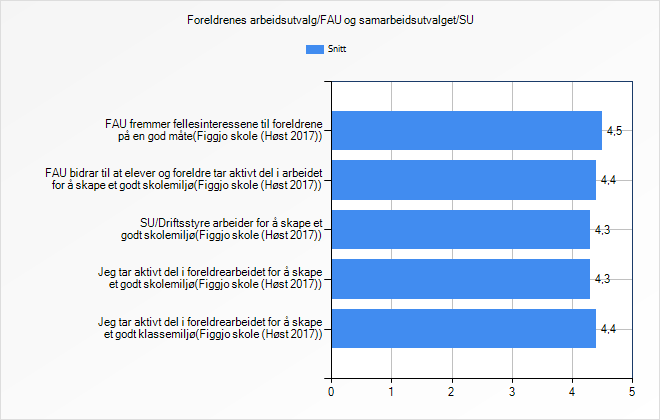 Foreldrenes arbeidsutvalg/FAU og samarbeidsutvalget/SU
Snitt
FAU fremmer fellesinteressene til foreldrene
på en god måte(Figgjo skole (Høst 2017))
4,5
FAU bidrar til at elever og foreldre tar aktivt del i arbeidet
for å skape et godt skolemiljø(Figgjo skole (Høst 2017))
4,4
SU/Driftsstyre arbeider for å skape et
godt skolemiljø(Figgjo skole (Høst 2017))
4,3
Jeg tar aktivt del i foreldrearbeidet for å skape
et godt skolemiljø(Figgjo skole (Høst 2017))
4,3
Jeg tar aktivt del i foreldrearbeidet for å skape
et godt klassemiljø(Figgjo skole (Høst 2017))
4,4
0 1 2 3 4 5